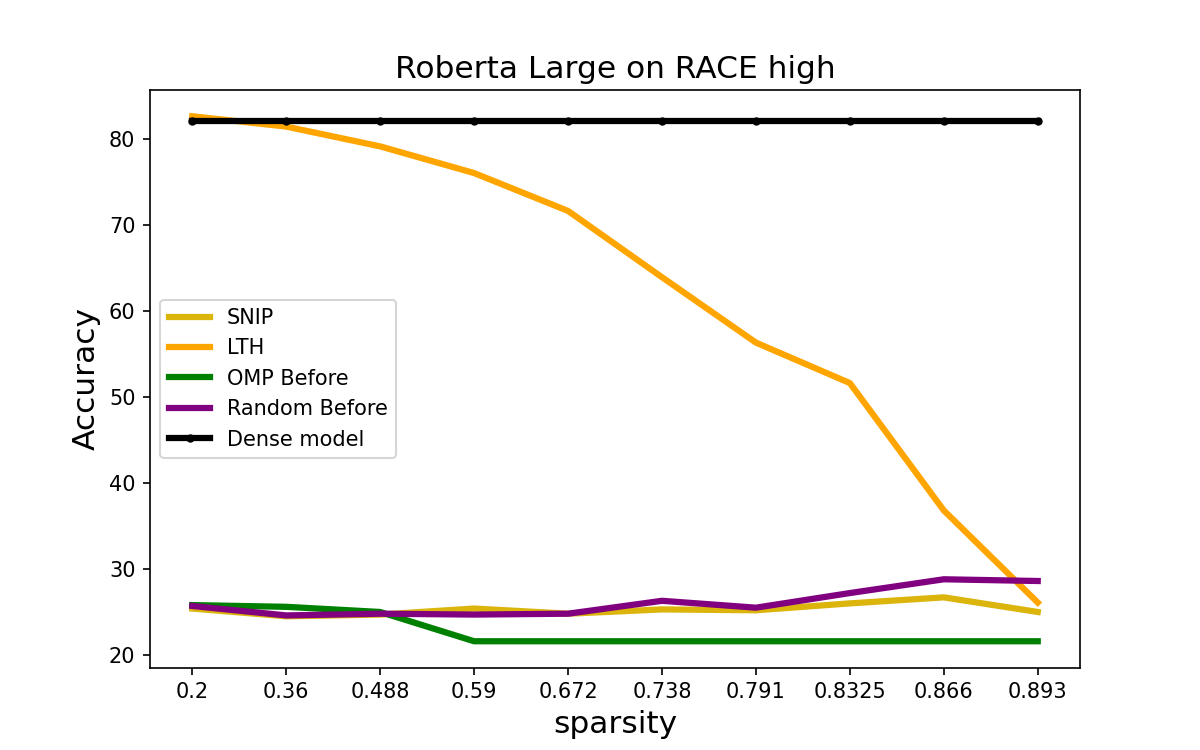 Roberta Large on RACE high
Accuracy
80
70
60
50
40
30
20
SNIP
LTH
OMP Before
Random Before
Dense model
0.2 0.36 0.488 0.59 0.672 0.738 0.791 0.8325 0.866 0.893
sparsity